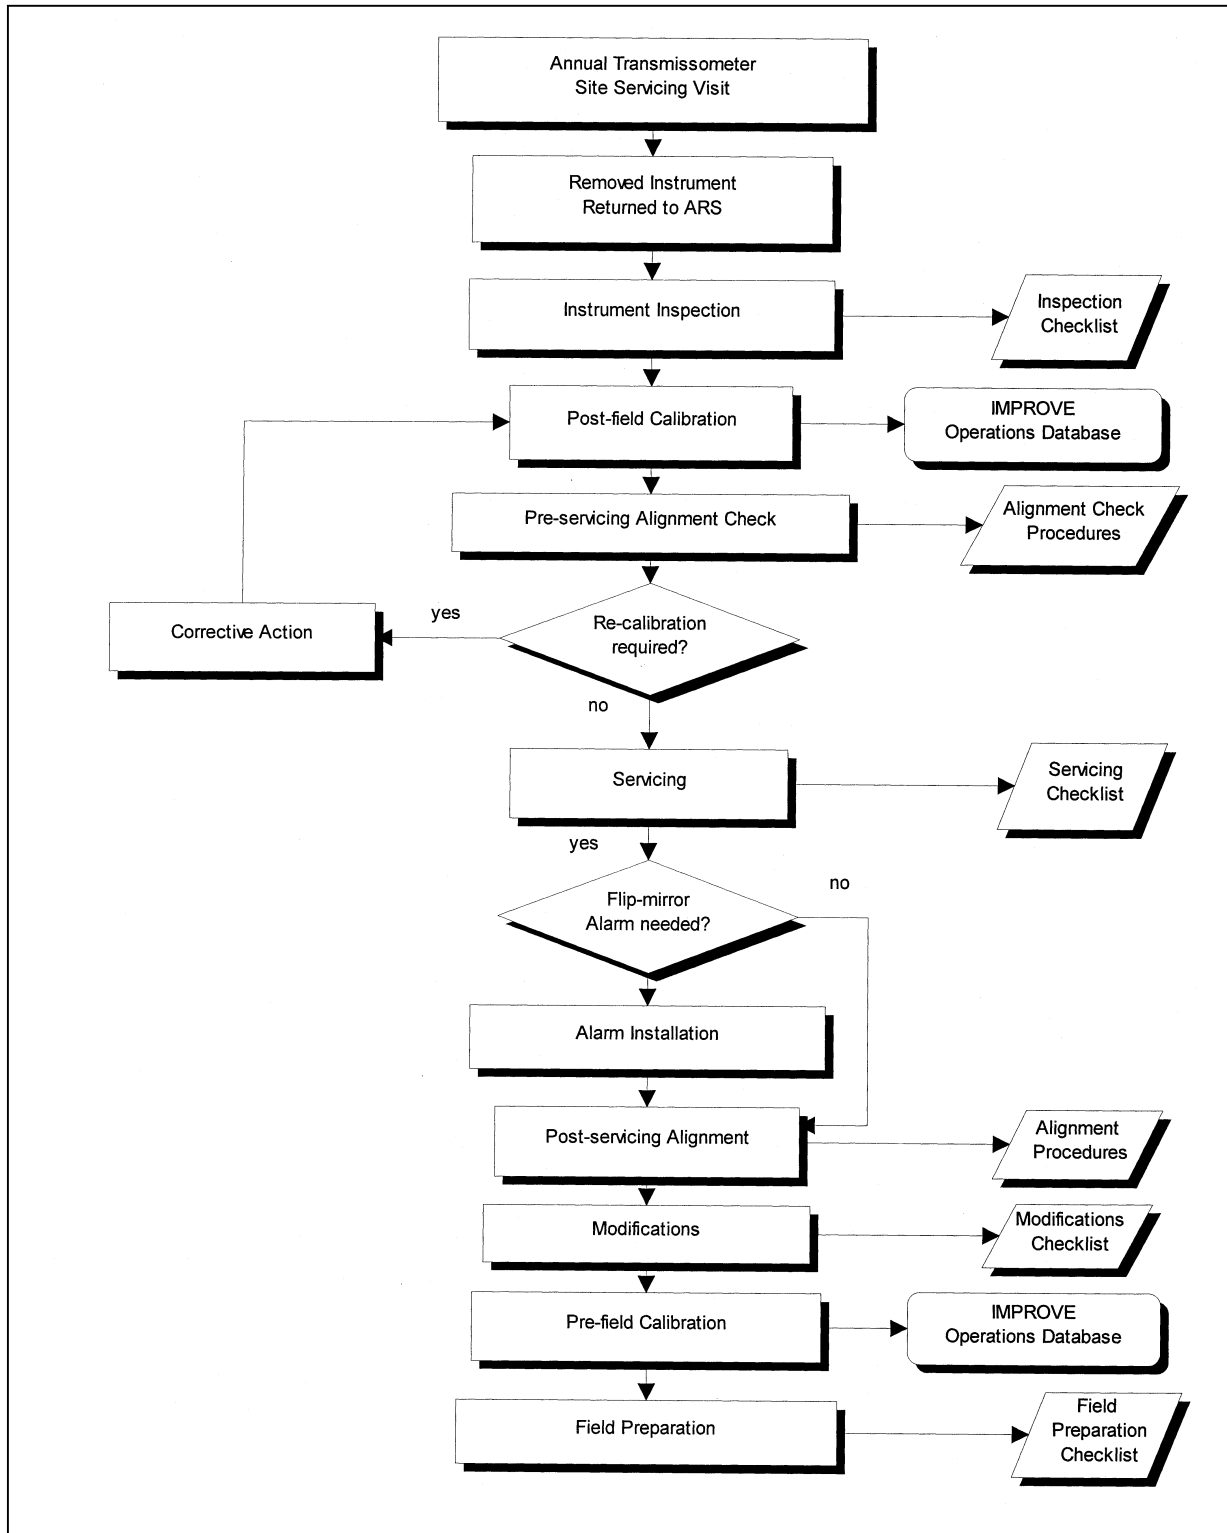 Annual Transmissometer
Site Servicing Visit
Removed Instrument
Returned to ARS
Instrument Inspection
Inspection
Checklist
Post-field Calibration
IMPROVE
Operations Database
Pre-servicing Alignment Check
Alignment Check
Procedures
Re-calibration
required?
yes
Corrective Action
no
Servicing
Servicing
Checklist
yes
Flip-mirror
Alarm needed?
no
Alarm Installation
Post-servicing Alignment
Alignment
Procedures
Modifications
Modifications
Checklist
Pre-field Calibration
IMPROVE
Operations Database
Field Preparation
Field
Preparation
Checklist